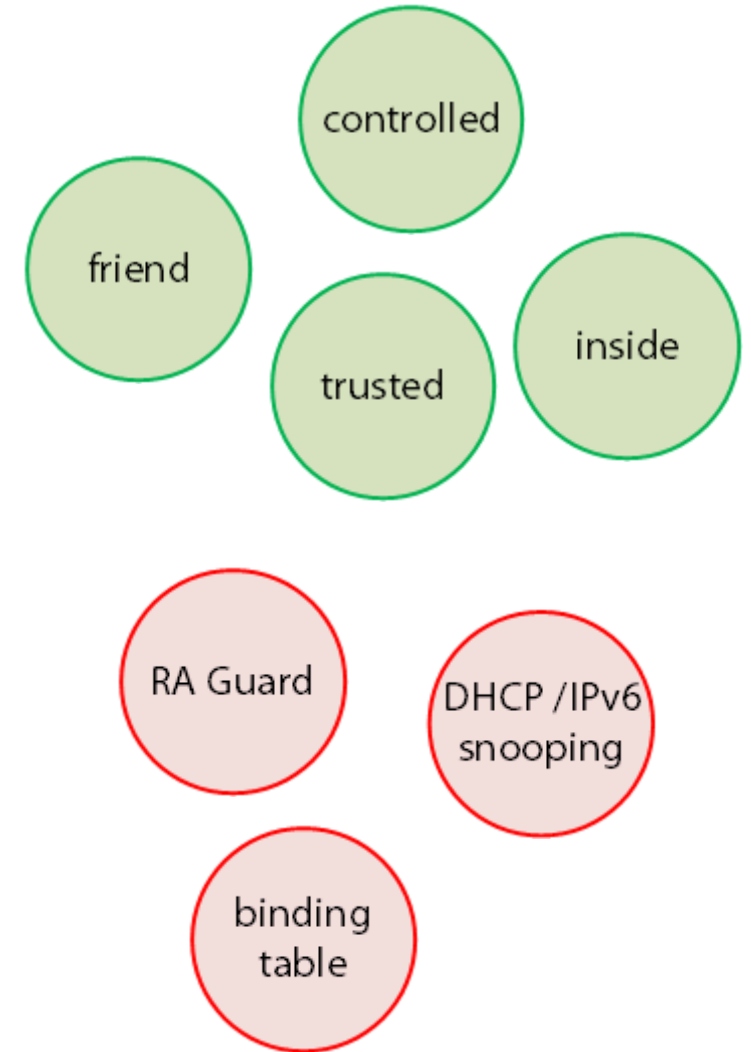 controlled
friend
inside
trusted
RA Guard
DHCP /IPv6
snooping
binding
table